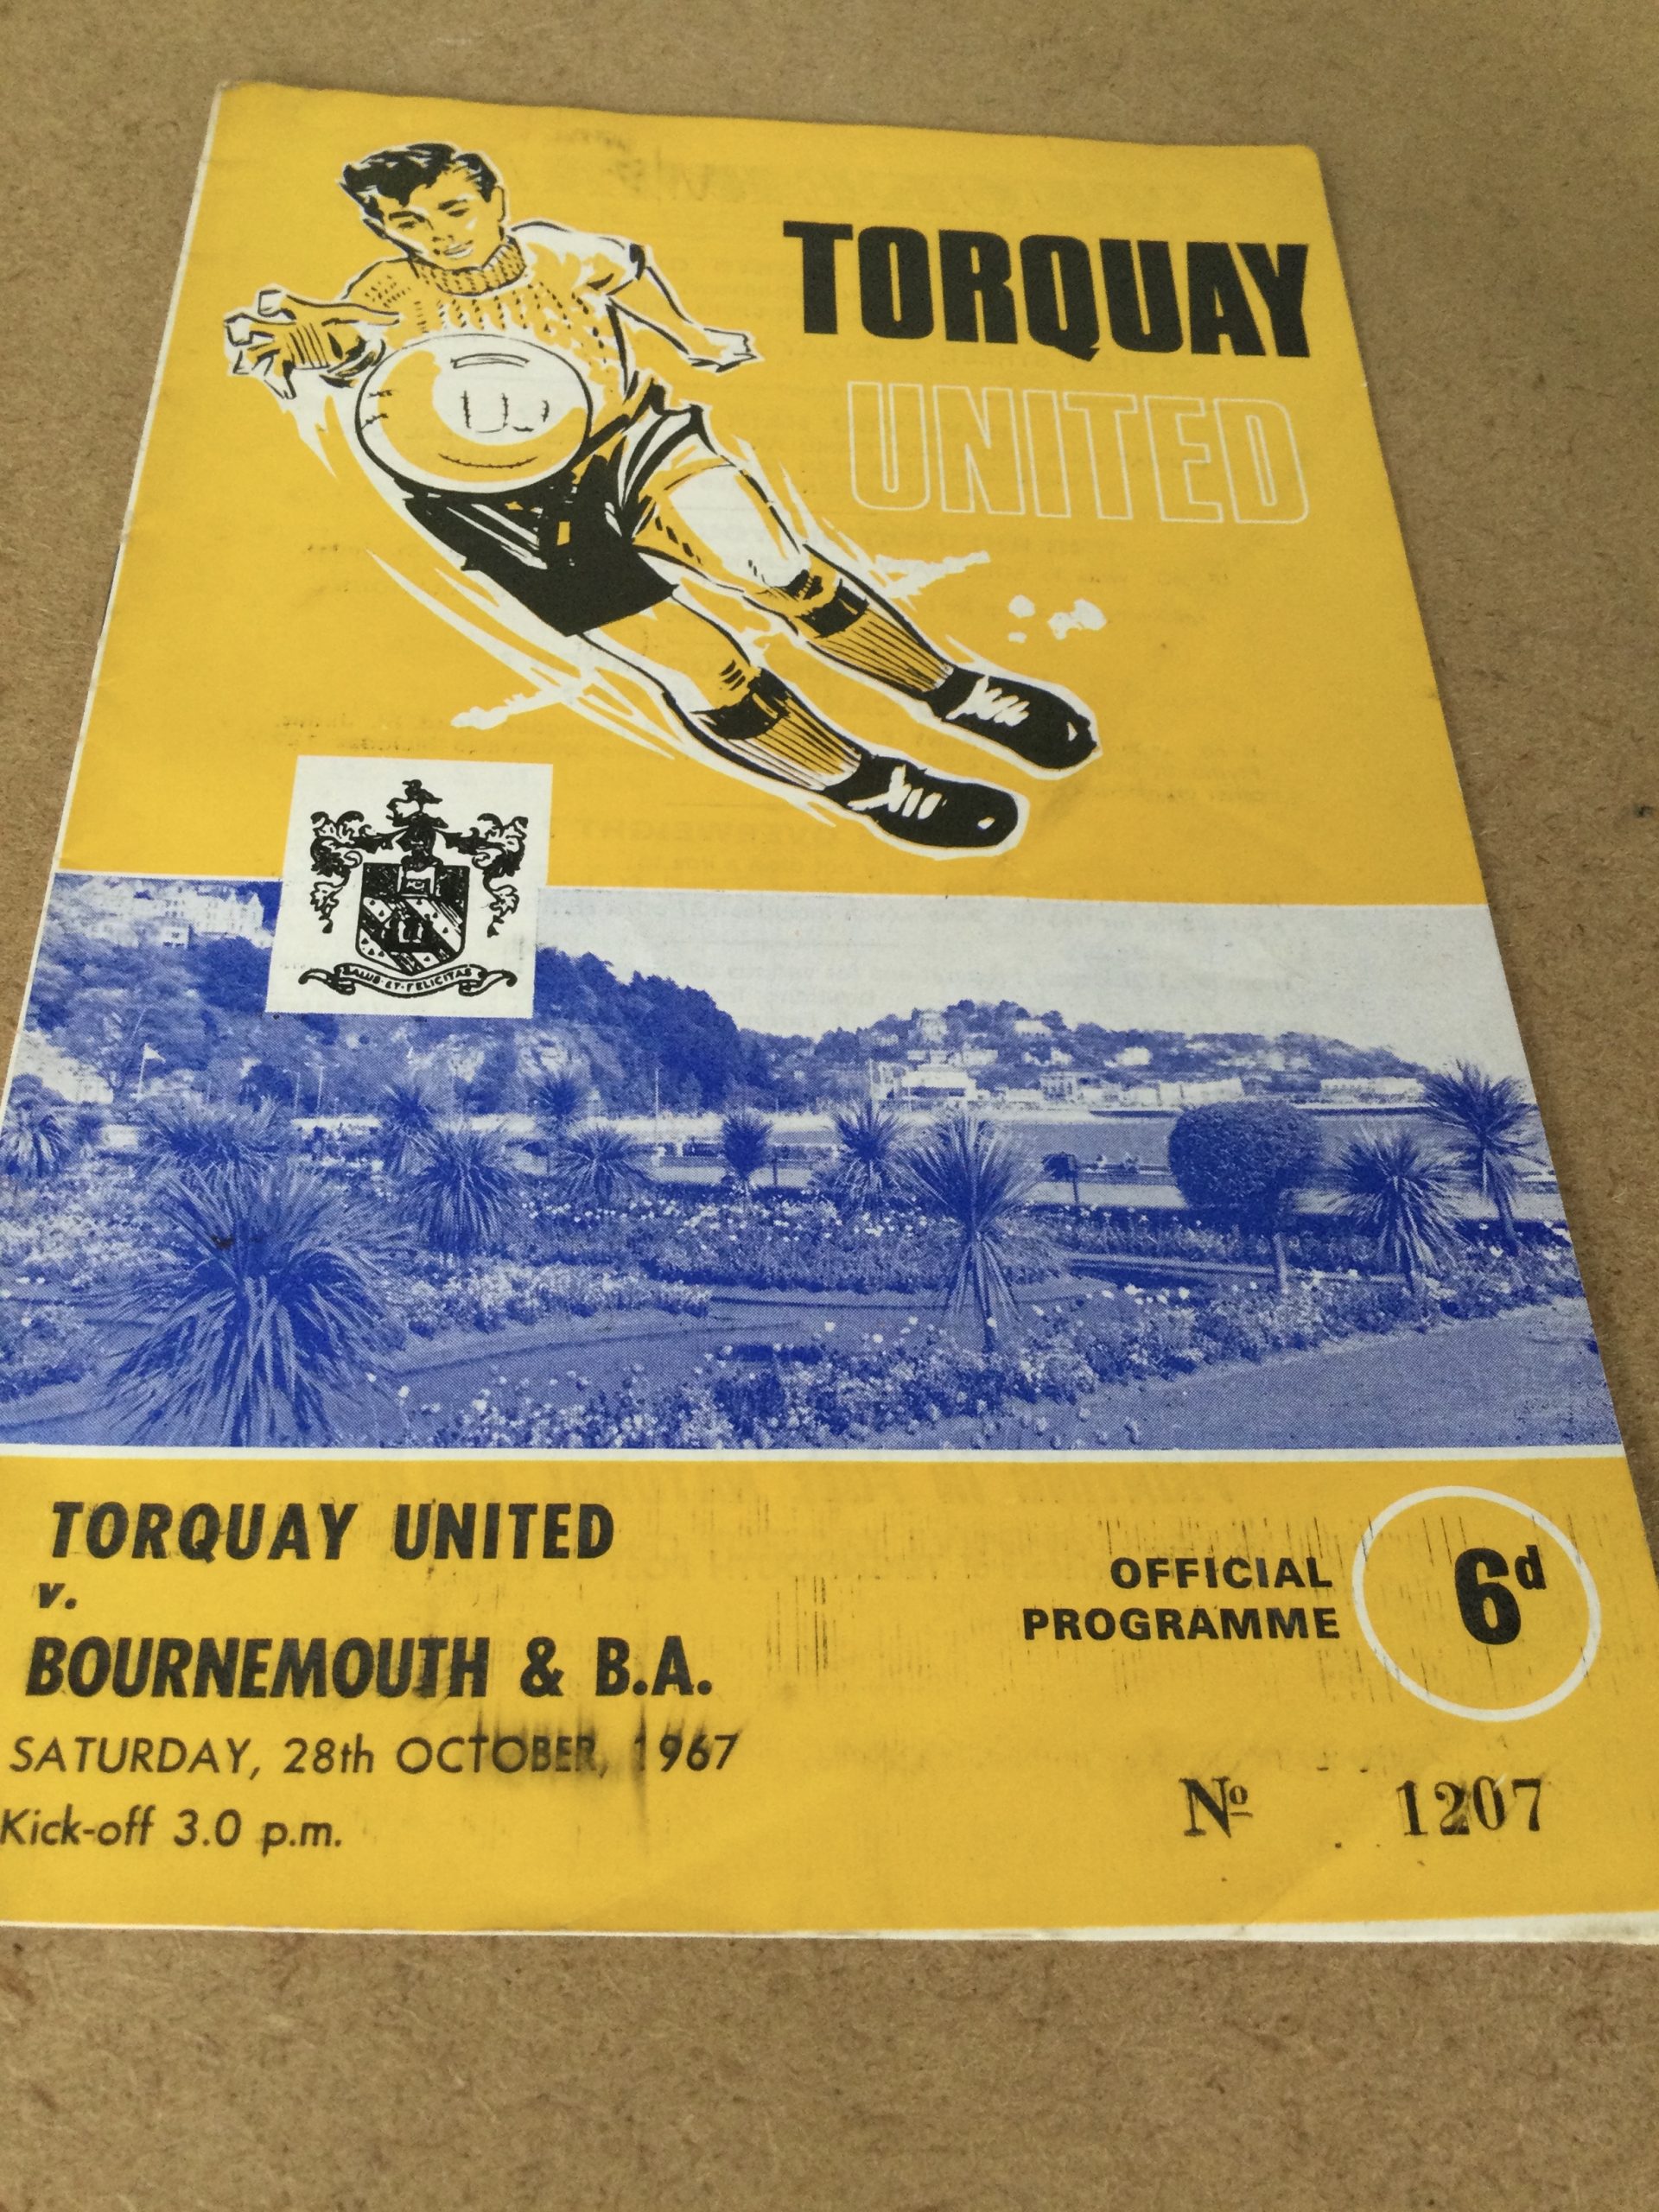 TORQUAY
UNITED
SALUS·ET·FELICITAS
TORQUAY UNITED
v.
BOURNEMOUTH & B.A.
SATURDAY, 28th OCTOBER, 1967
Kick-off 3.0 p.m.
OFFICIAL
PROGRAMME
6d
Nº 1207